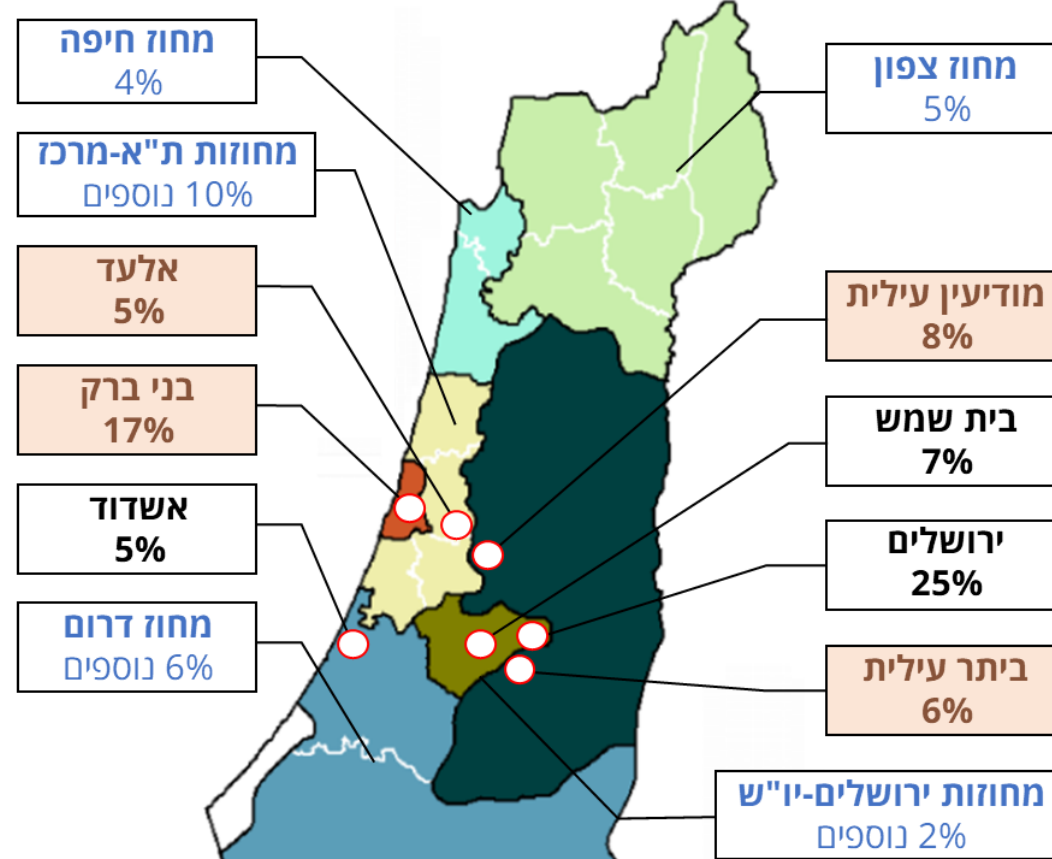 מחוז חיפה
4%
מחוזות ת"א-מרכז
10% נוספים
אלעד
5%
בני ברק
17%
אשדוד
5%
מחוז דרום
6% נוספים
מחוז צפון
5%
מודיעין עילית
8%
בית שמש
7%
ירושלים
25%
ביתר עילית
6%
מחוזות ירושלים-יו"ש
2% נוספים